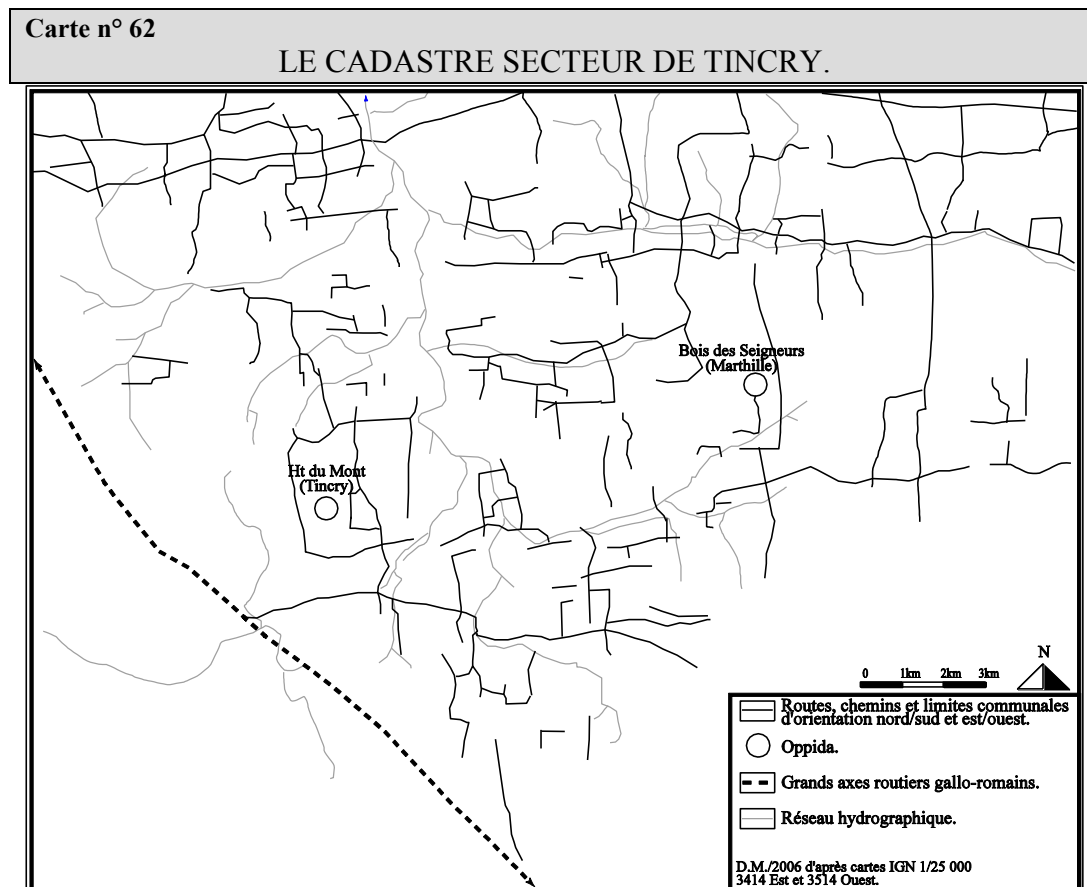 Carte n° 62
LE CADASTRE SECTEUR DE TINCRY.
Bois des Seigneurs
(Marthille)
Ht du Mont
(Tincry)
N
0 1km 2km 3km
Routes, chemins et limites communales
d'orientation nord/sud et est/ouest.
Oppida.
Grands axes routiers gallo-romains.
Réseau hydrographique.
D.M./2006 d'après cartes IGN 1/25 000
3414 Est et 3514 Ouest.